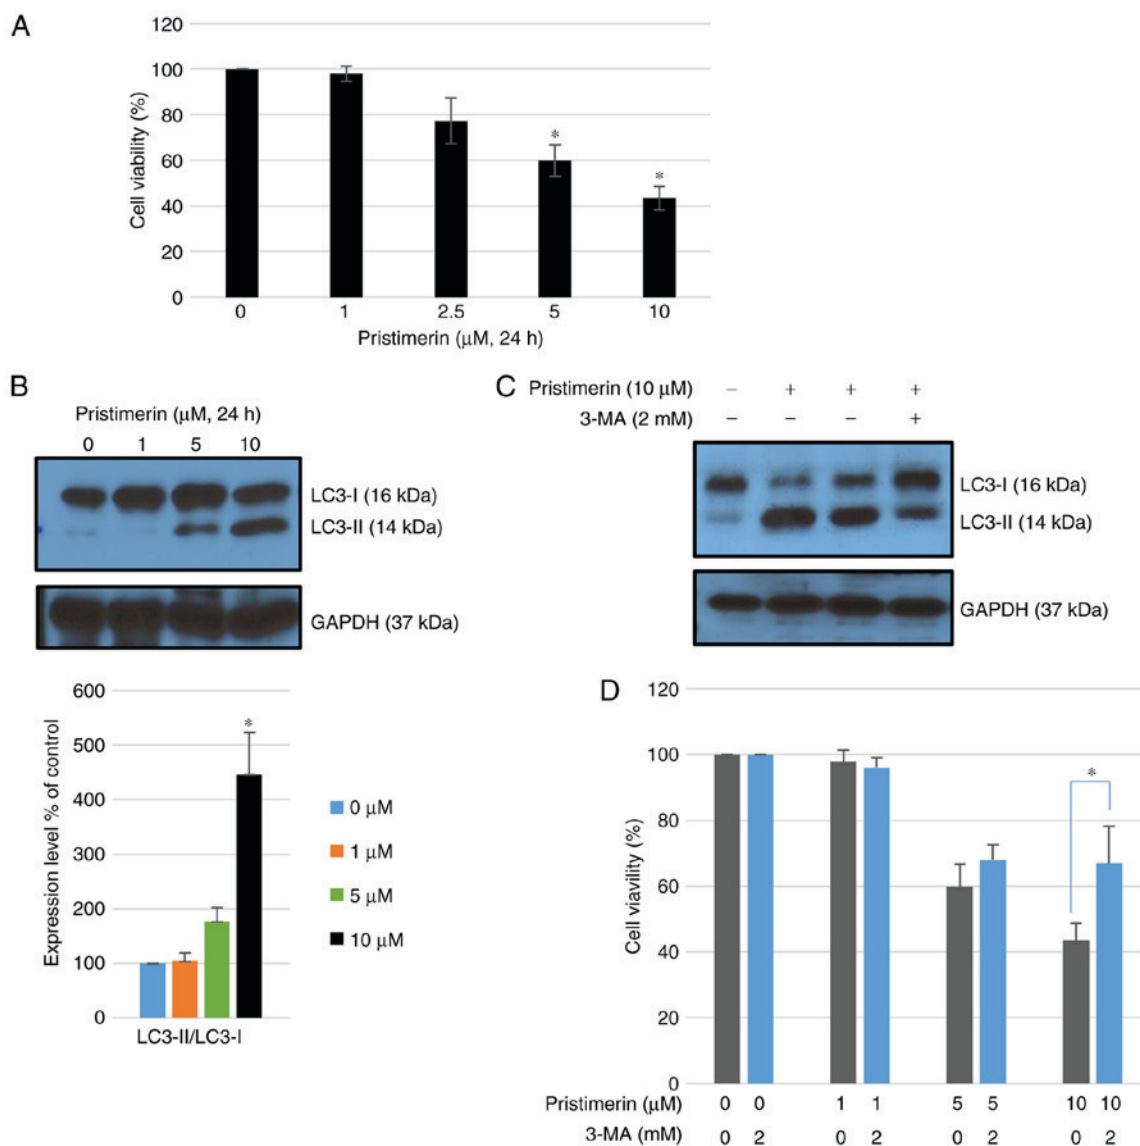 A
120
100
80
60
40
20
0
Cell viability (%)
*
*
0 1 2.5 5 10
Pristimerin (μM, 24 h)
B
Pristimerin (μM, 24 h)
0 1 5 10
LC3-I (16 kDa)
LC3-II (14 kDa)
GAPDH (37 kDa)
600
500
400
300
200
100
0
Expression level % of control
*
LC3-II/LC3-I
0 μM
1 μM
5 μM
10 μM
C
Pristimerin (10 μM) – + + +
3-MA (2 mM) – – – +
LC3-I (16 kDa)
LC3-II (14 kDa)
GAPDH (37 kDa)
D
120
100
80
60
40
20
0
Cell viavility (%)
*
Pristimerin (μM) 0 0 1 1 5 5 10 10
3-MA (mM) 0 2 0 2 0 2 0 2